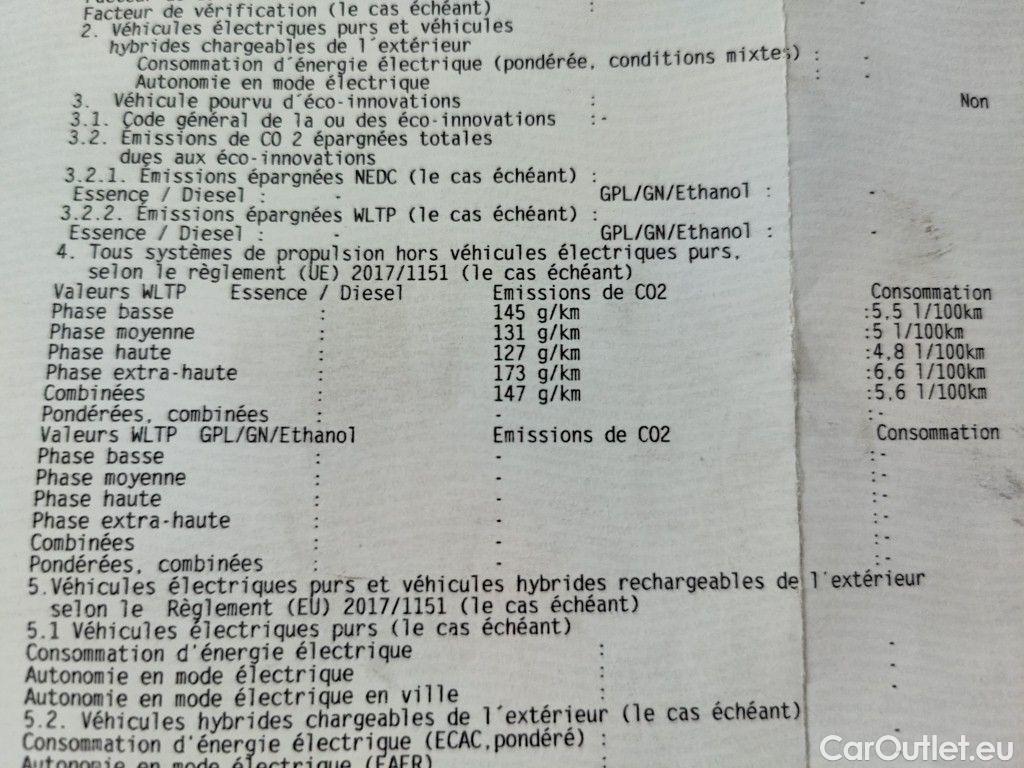 Facteur de vérification (le cas échéant) :
2. Véhicules électriques purs et véhicules -
hybrides chargeables de l'extérieur
Consommation d'énergie électrique (pondérée, conditions mixtes) : -
Autonomie en mode électrique : -
3. Véhicule pourvu d'éco-innovations : Non
3.1. Code général de la ou des éco-innovations :-
3.2. Emissions de CO 2 épargnées totales
dues aux éco-innovations
3.2.1. Émissions épargnées NEDC (le cas échéant) :
Essence / Diesel : - GPL/GN/Ethanol : -
3.2.2. Emissions épargnées WLTP (le cas échéant) :
Essence / Diesel : - GPL/GN/Ethanol : -
4. Tous systèmes de propulsion hors véhicules électriques purs,
selon le règlement (UE) 2017/1151 (le cas échéant)
Valeurs WLTP Essence / Diesel Emissions de CO2 Consommation
Phase basse : 145 g/km :5,5 l/100km
Phase moyenne : 131 g/km :5 l/100km
Phase haute : 127 g/km :4,8 l/100km
Phase extra-haute : 173 g/km :6,6 l/100km
Combinées : 147 g/km :5,6 l/100km
Pondérées, combinées : - :-
Valeurs WLTP GPL/GN/Ethanol Emissions de CO2 Consommation
Phase basse : - :-
Phase moyenne : - :-
Phase haute : - :-
Phase extra-haute : - :-
Combinées : - :-
Pondérées, combinées : - :-
5.Véhicules électriques purs et véhicules hybrides rechargeables de l'extérieur
selon le Règlement (EU) 2017/1151 (le cas échéant)
5.1 Véhicules électriques purs (le cas échéant)
Consommation d'énergie électrique : -
Autonomie en mode électrique : -
Autonomie en mode électrique en ville : -
5.2. Véhicules hybrides chargeables de l'extérieur (le cas échéant)
Consommation d'énergie électrique (ECAC,pondéré) : -
Autonomie en mode électrique (EAER) :
CarOutlet.eu